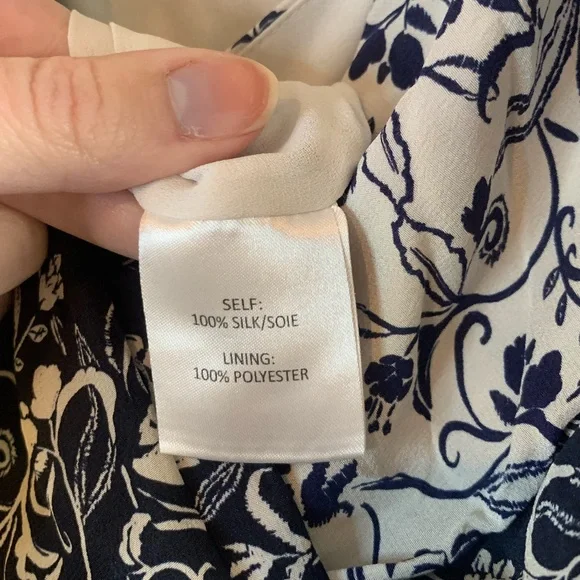 SELF:
100% SILK/SOIE
LINING:
100% POLYESTER